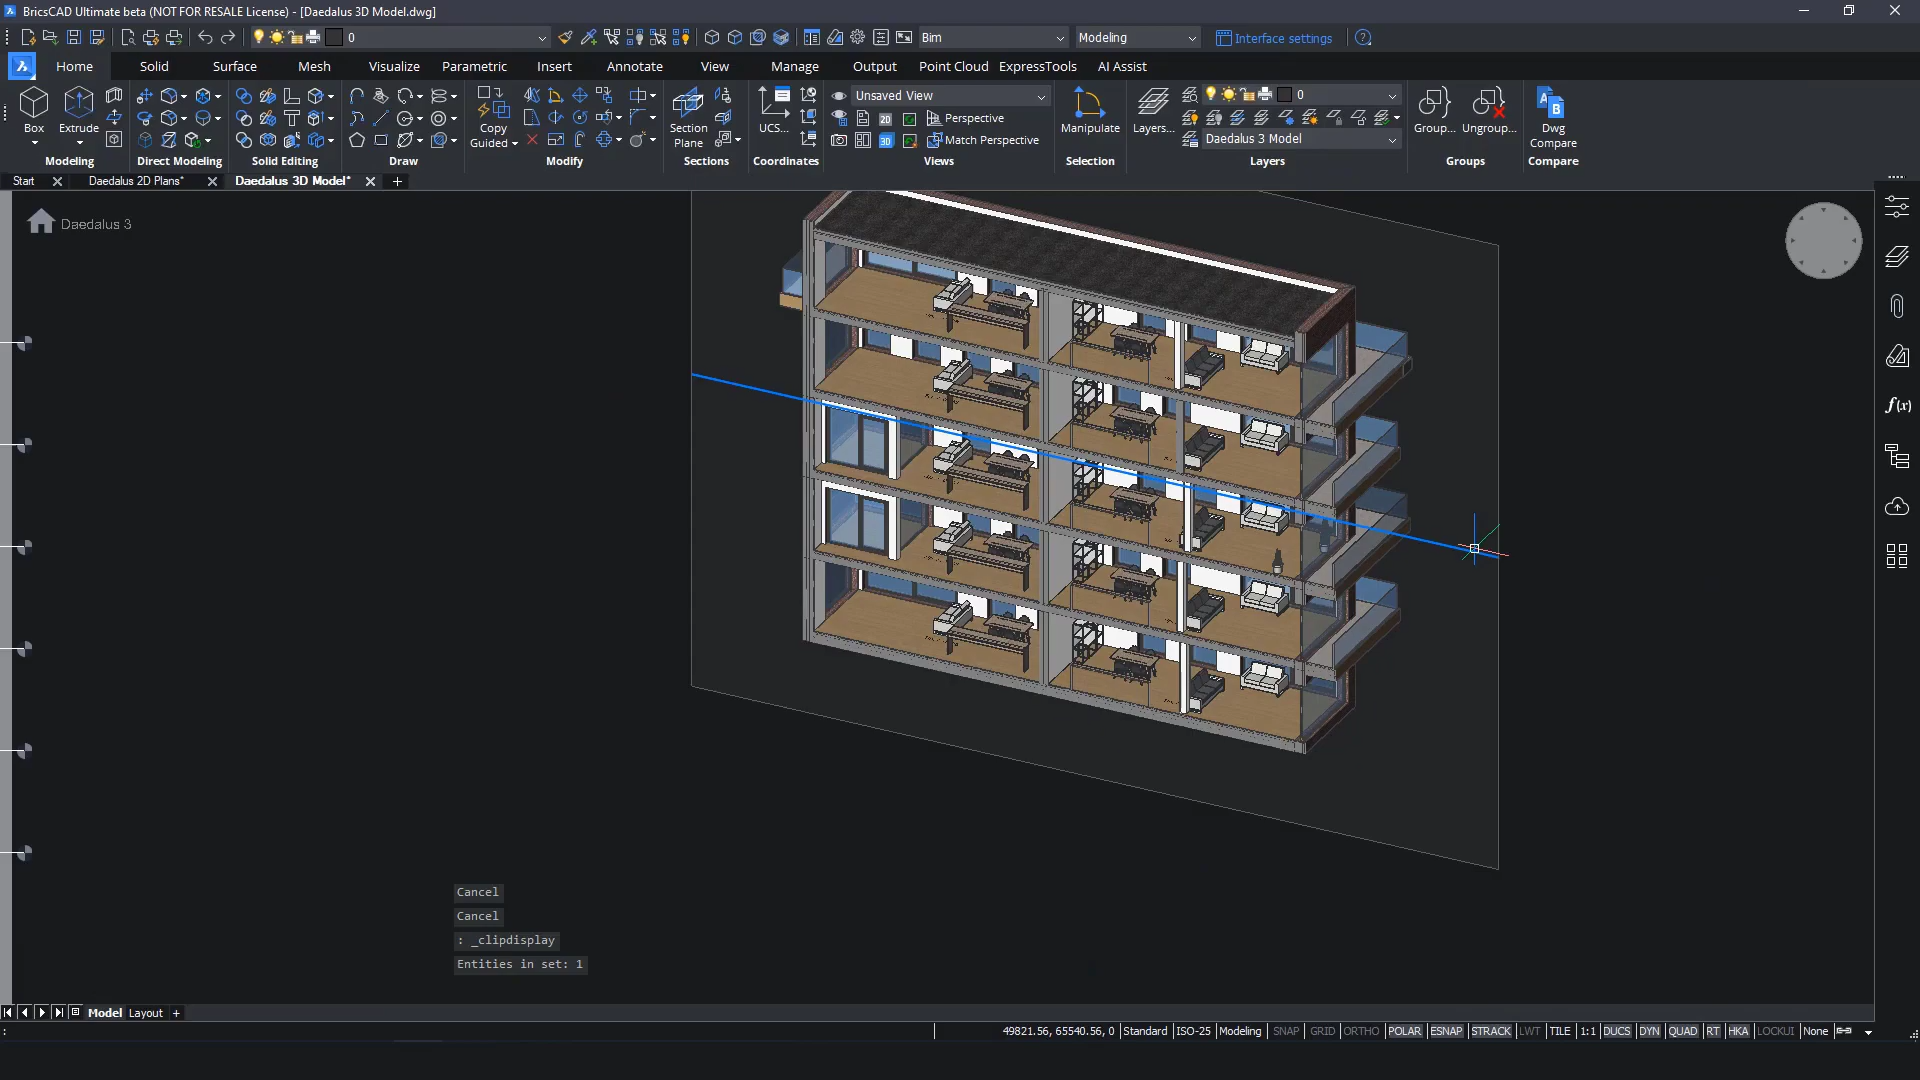 BricsCAD Ultimate beta (NOT FOR RESALE License) - [Daedalus 3D Model.dwg]
0
Bim
Modeling
Interface settings
Home
Solid
Surface
Mesh
Visualize
Parametric
Insert
Annotate
View
Manage
Output
Point Cloud
ExpressTools
AI Assist
Box
Extrude
Copy
Guided
Section
Plane
UCS...
Unsaved View
2D
Perspective
3D
Match Perspective
Manipulate
Layers...
0
Daedalus 3 Model
Group...
Ungroup...
A
B
Dwg
Compare
Modeling
Direct Modeling
Solid Editing
Draw
Modify
Sections
Coordinates
Views
Selection
Layers
Groups
Compare
Start
Daedalus 2D Plans*
Daedalus 3D Model*
Daedalus 3
f(x)
Cancel
Cancel
: _clipdisplay
Entities in set: 1
Model
Layout
+
:
49821.56, 65540.56, 0
Standard
ISO-25
Modeling
SNAP
GRID
ORTHO
POLAR
ESNAP
STRACK
LWT
TILE
1:1
DUCS
DYN
QUAD
RT
HKA
LOCKUI
None